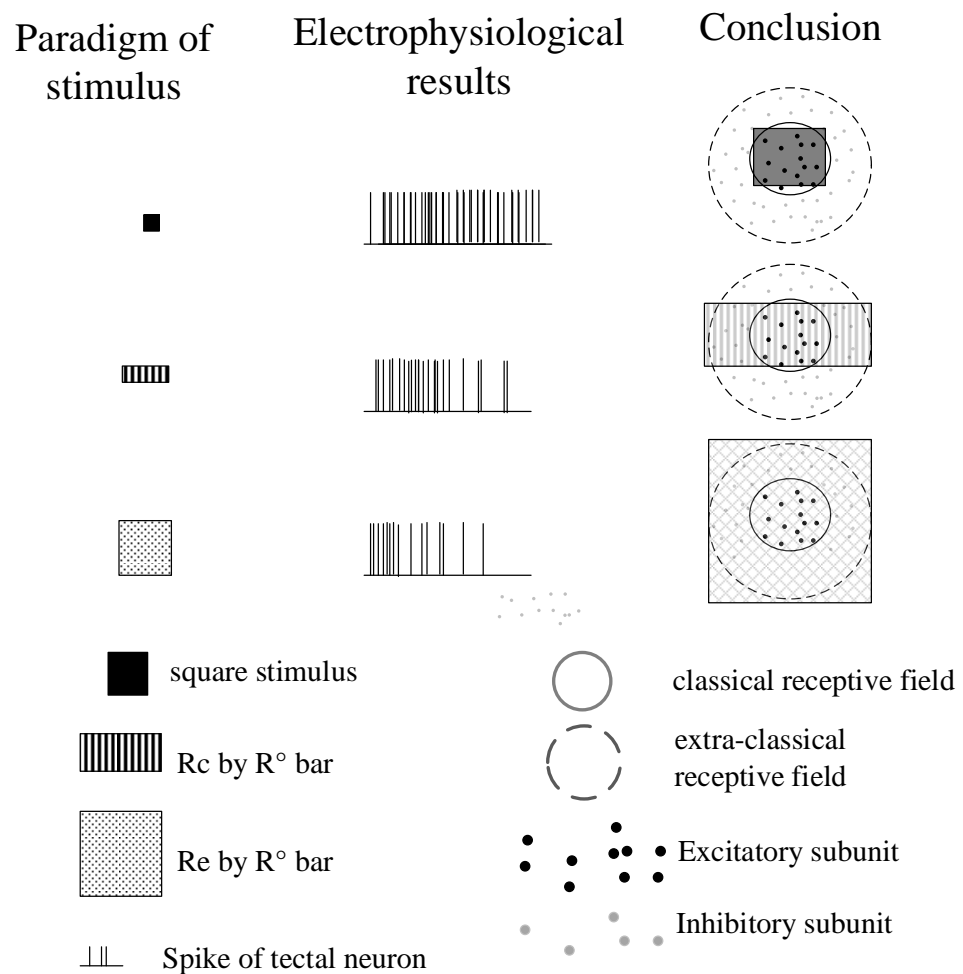 Paradigm of
stimulus
Electrophysiological
results
Conclusion
square stimulus
Rc by R° bar
Re by R° bar
Spike of tectal neuron
classical receptive field
extra-classical
receptive field
Excitatory subunit
Inhibitory subunit